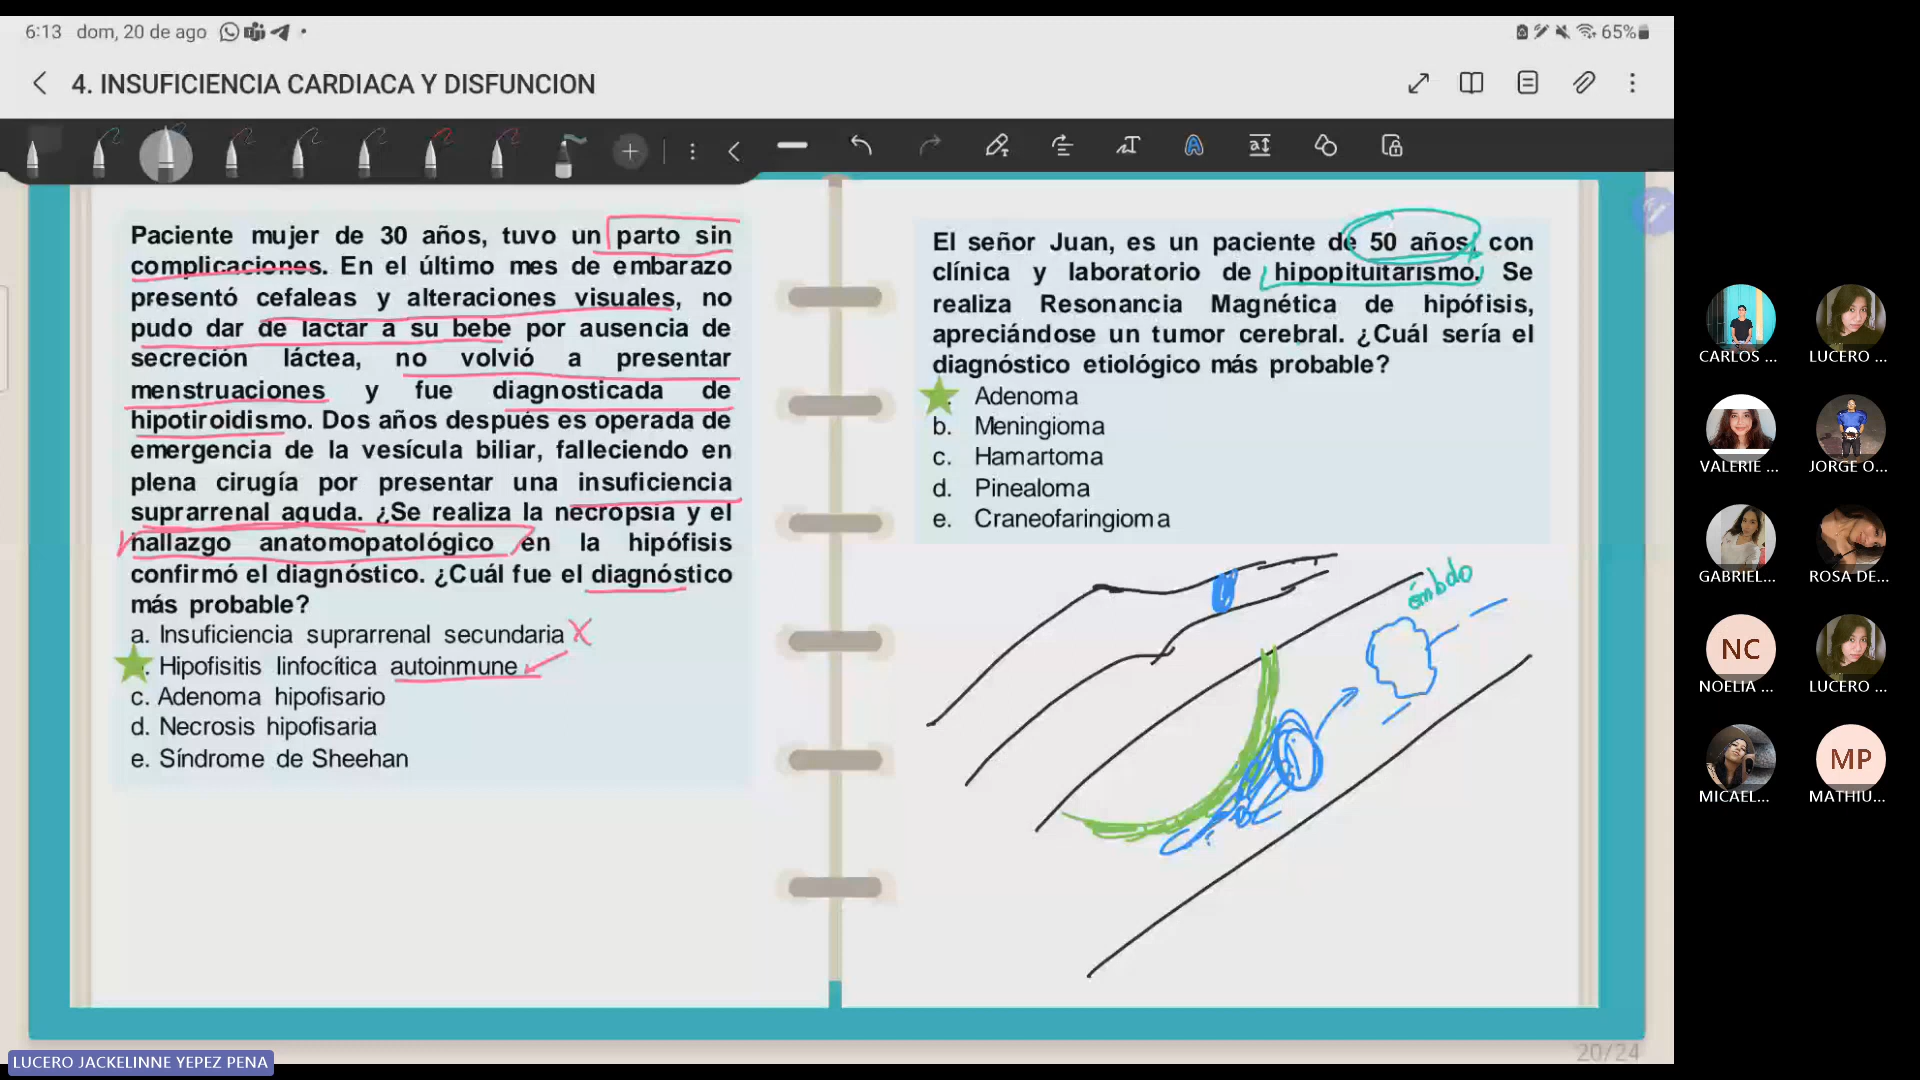 6:13 dom, 20 de ago
65%
4. INSUFICIENCIA CARDIACA Y DISFUNCION
Paciente mujer de 30 años, tuvo un parto sin
complicaciones. En el último mes de embarazo
presentó cefaleas y alteraciones visuales, no
pudo dar de lactar a su bebe por ausencia de
secreción láctea, no volvió a presentar
menstruaciones y fue diagnosticada de
hipotiroidismo. Dos años después es operada de
emergencia de la vesícula biliar, falleciendo en
plena cirugía por presentar una insuficiencia
suprarrenal aguda. ¿Se realiza la necropsia y el
hallazgo anatomopatológico en la hipófisis
confirmó el diagnóstico. ¿Cuál fue el diagnóstico
más probable?
a. Insuficiencia suprarrenal secundaria
Hipofisitis linfocítica autoinmune
c. Adenoma hipofisario
d. Necrosis hipofisaria
e. Síndrome de Sheehan
El señor Juan, es un paciente de 50 años, con
clínica y laboratorio de hipopituitarismo. Se
realiza Resonancia Magnética de hipófisis,
apreciándose un tumor cerebral. ¿Cuál sería el
diagnóstico etiológico más probable?
Adenoma
b. Meningioma
c. Hamartoma
d. Pinealoma
e. Craneofaringioma
émbolo
20/24
CARLOS ...
LUCERO ...
VALERIE ...
JORGE O...
GABRIEL...
ROSA DE...
NC
NOELIA ...
LUCERO ...
MICAEL...
MP
MATHIU...
LUCERO JACKELINNE YEPEZ PENA